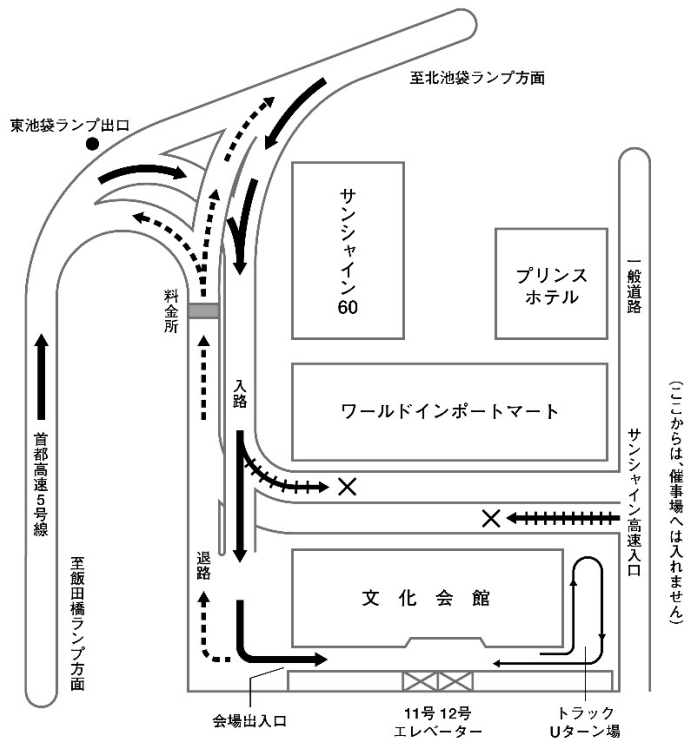 至北池袋ランプ方面
東池袋ランプ出口
サンシャイン
60
プリンス
ホテル
一般道路
料金所
入路
ワールドインポートマート
(ここからは、催事場へは入れません)
サンシャイン高速入口
首都高速5号線
至飯田橋ランプ方面
退路
文化会館
会場出入口
11号 12号
エレベーター
トラック
Uターン場